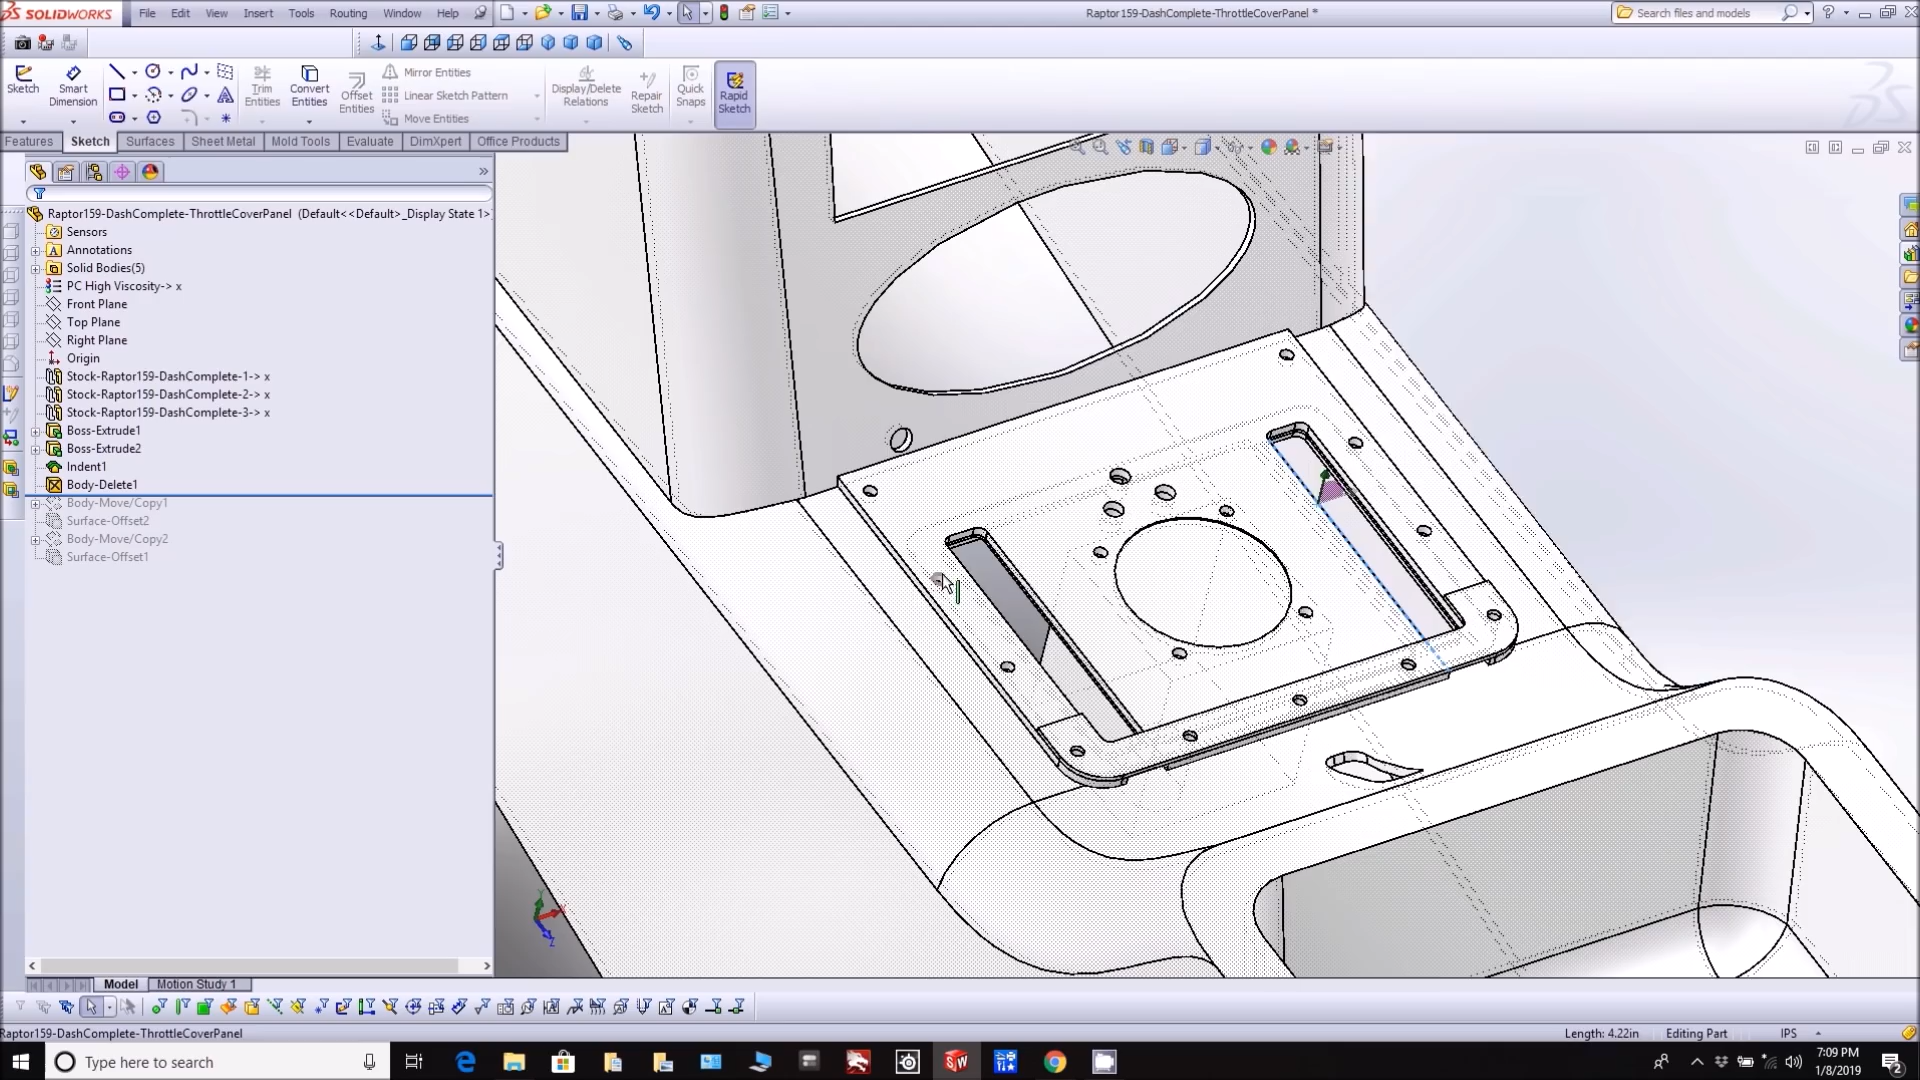 SOLIDWORKS File Edit View Insert Tools Routing Window Help Raptor159-DashComplete-ThrottleCoverPanel * Search files and models ?
Sketch Smart Dimension Trim Entities Convert Entities Offset Entities Mirror Entities Linear Sketch Pattern Move Entities Display/Delete Relations Repair Sketch Quick Snaps Rapid Sketch
Features Sketch Surfaces Sheet Metal Mold Tools Evaluate DimXpert Office Products
Raptor159-DashComplete-ThrottleCoverPanel (Default<<Default>_Display State 1>
Sensors
Annotations
Solid Bodies(5)
PC High Viscosity-> x
Front Plane
Top Plane
Right Plane
Origin
Stock-Raptor159-DashComplete-1-> x
Stock-Raptor159-DashComplete-2-> x
Stock-Raptor159-DashComplete-3-> x
Boss-Extrude1
Boss-Extrude2
Indent1
Body-Delete1
Body-Move/Copy1
Surface-Offset2
Body-Move/Copy2
Surface-Offset1
Model Motion Study 1
Raptor159-DashComplete-ThrottleCoverPanel Length: 4.22in Editing Part IPS
Type here to search 7:09 PM
1/8/2019 2